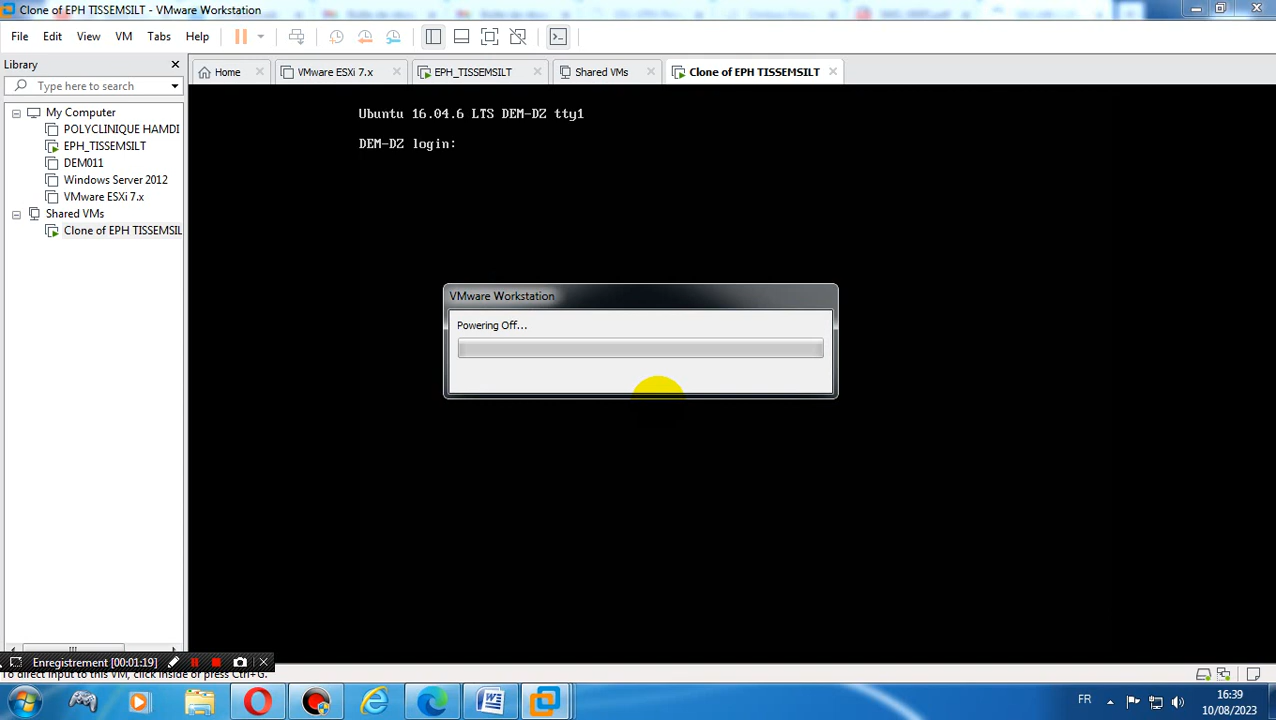 Clone of EPH TISSEMSILT - VMware Workstation
File Edit View VM Tabs Help
Library
Type here to search
My Computer
POLYCLINIQUE HAMDI
EPH_TISSEMSILT
DEM011
Windows Server 2012
VMware ESXi 7.x
Shared VMs
Clone of EPH TISSEMSIL
Home
VMware ESXi 7.x
EPH_TISSEMSILT
Shared VMs
Clone of EPH TISSEMSILT
Ubuntu 16.04.6 LTS DEM-DZ tty1
DEM-DZ login:
VMware Workstation
Powering Off...
Enregistrement [00:01:19]
To direct input to this VM, click inside or press Ctrl+G.
FR
16:39
10/08/2023